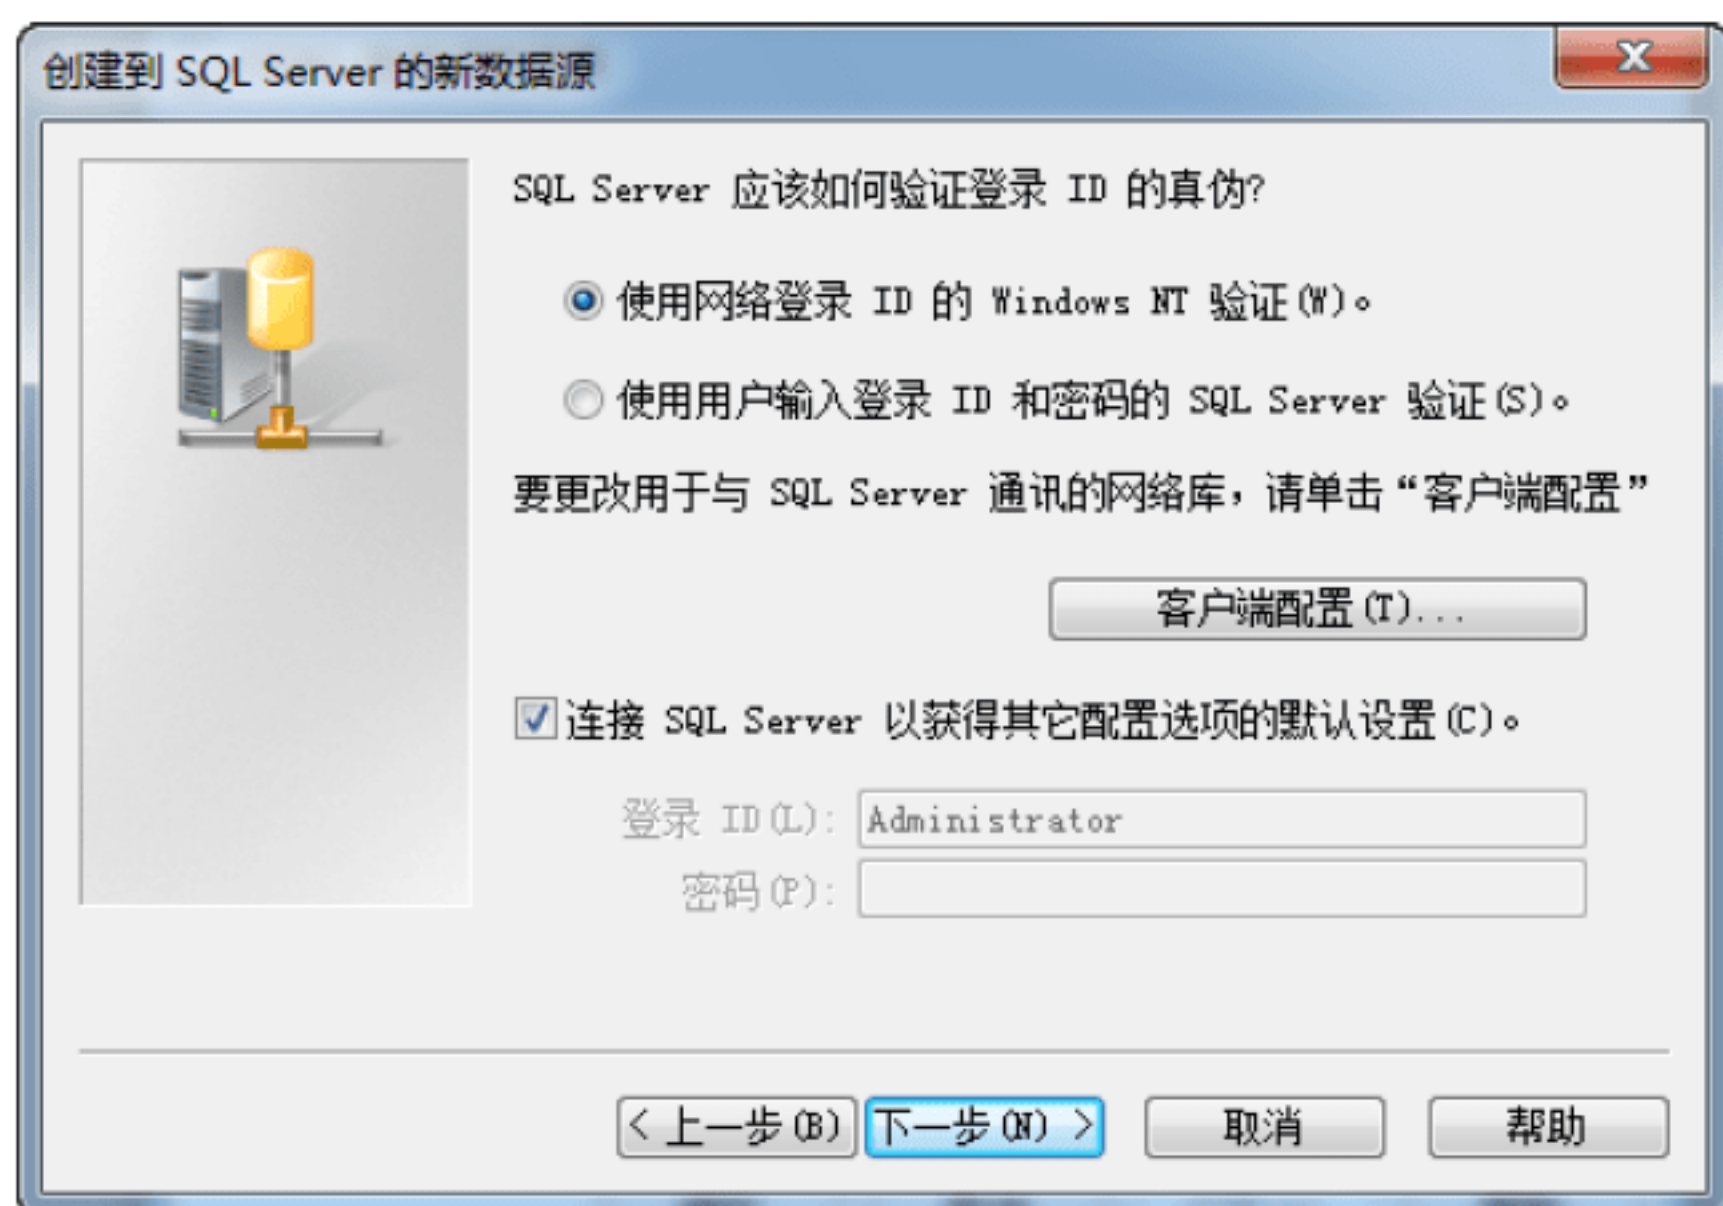 创建到 SQL Server 的新数据源
SQL Server 应该如何验证登录 ID 的真伪?
使用网络登录 ID 的 Windows NT 验证(W)。
使用用户输入登录 ID 和密码的 SQL Server 验证(S)。
要更改用于与 SQL Server 通讯的网络库，请单击“客户端配置”
客户端配置(T)...
连接 SQL Server 以获得其它配置选项的默认设置(C)。
登录 ID(L): Administrator
密码(P):
< 上一步(B) 下一步(N) > 取消 帮助